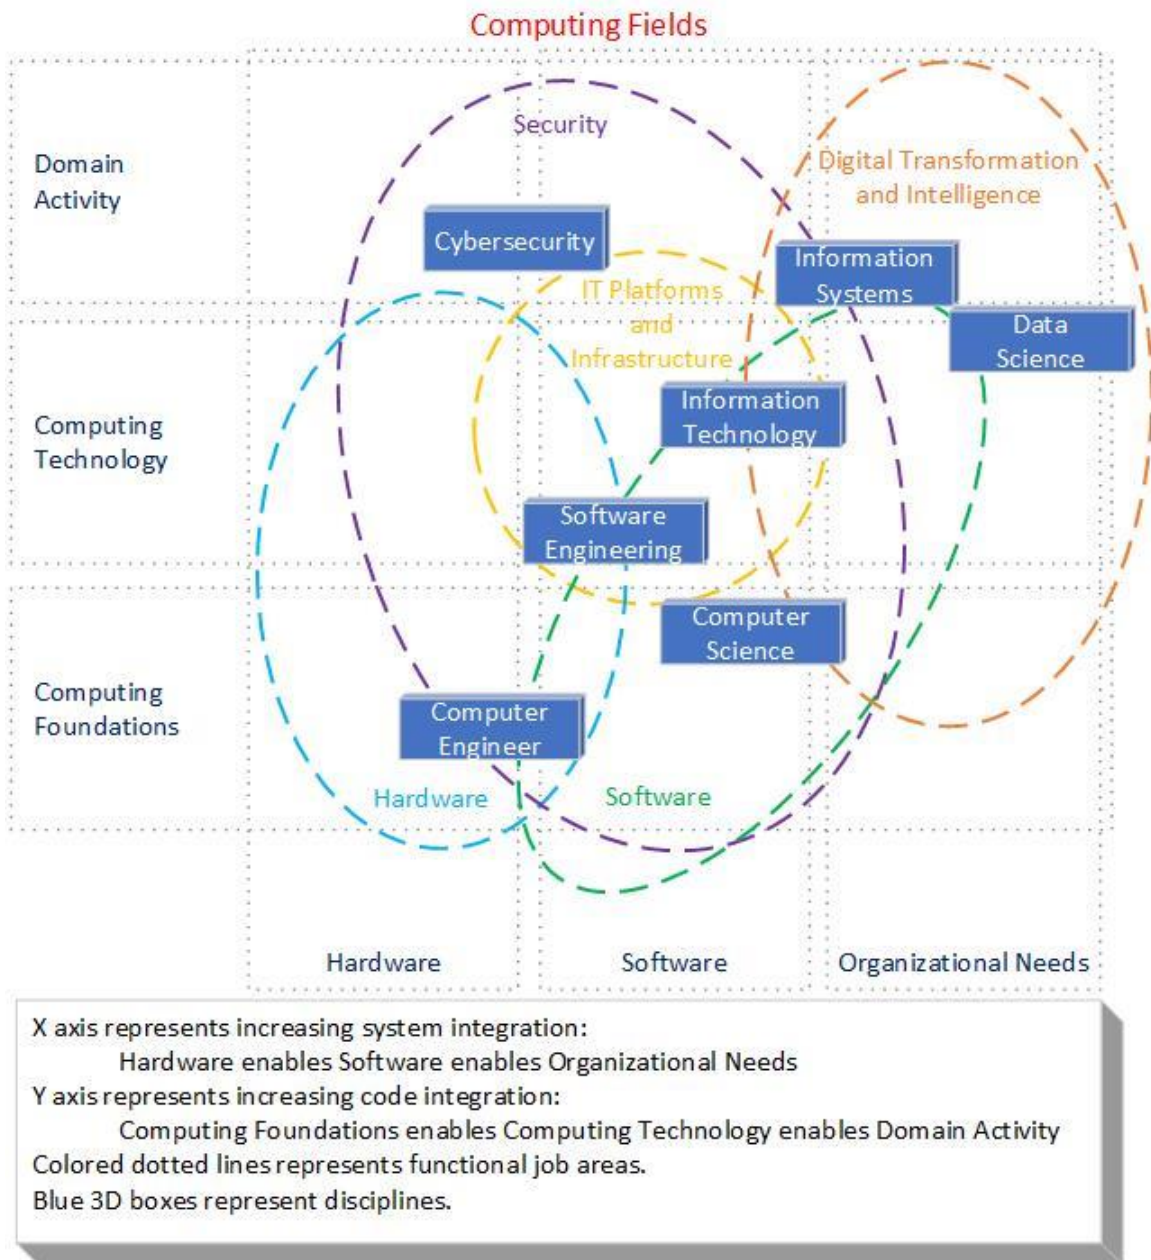 Computing Fields
Security
Domain
Activity
Digital Transformation
and Intelligence
Cybersecurity
Information
Systems
IT Platforms
and
Infrastructure
Data
Science
Computing
Technology
Information
Technology
Software
Engineering
Computer
Science
Computing
Foundations
Computer
Engineer
Hardware
Software
Hardware
Software
Organizational Needs
X axis represents increasing system integration:
Hardware enables Software enables Organizational Needs
Y axis represents increasing code integration:
Computing Foundations enables Computing Technology enables Domain Activity
Colored dotted lines represents functional job areas.
Blue 3D boxes represent disciplines.